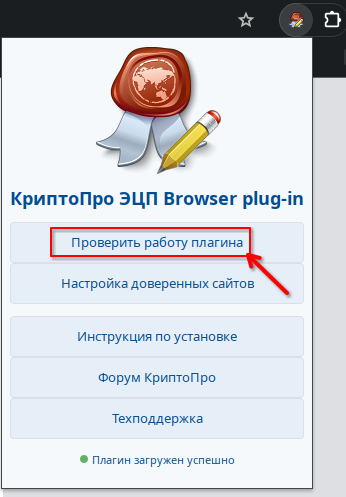 КриптоПро ЭЦП Browser plug-in
Проверить работу плагина
Настройка доверенных сайтов
Инструкция по установке
Форум КриптоПро
Техподдержка
Плагин загружен успешно